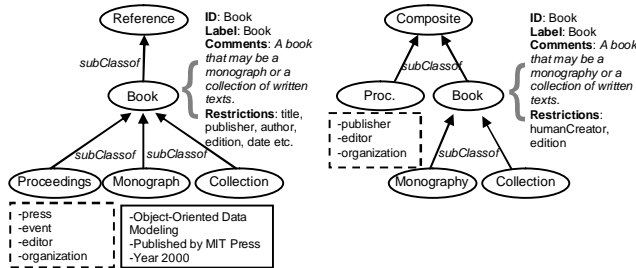 Reference
subClassof
Book
ID: Book
Label: Book
Comments: A book
that may be a
monograph or a
collection of written
texts.
Restrictions: title,
publisher, author,
edition, date etc.
subClassof
subClassof
Proceedings
Monograph
Collection
-press
-event
-editor
-organization
-Object-Oriented Data
Modeling
-Published by MIT Press
-Year 2000
Composite
subClassof
Proc.
Book
ID: Book
Label: Book
Comments: A book
that may be a
monography or a
collection of written
texts.
Restrictions:
humanCreator,
edition
-publisher
-editor
-organization
subClassof
Monography
Collection